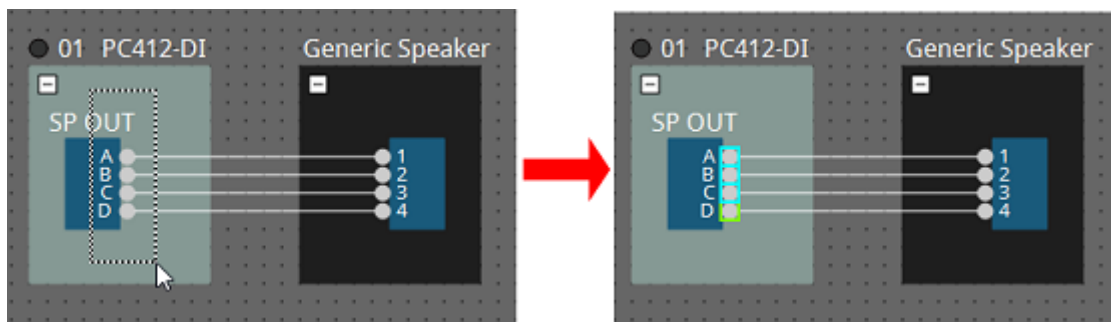 01 PC412-DI Generic Speaker
SP OUT
A 1
B 2
C 3
D 4
01 PC412-DI Generic Speaker
SP OUT
A 1
B 2
C 3
D 4